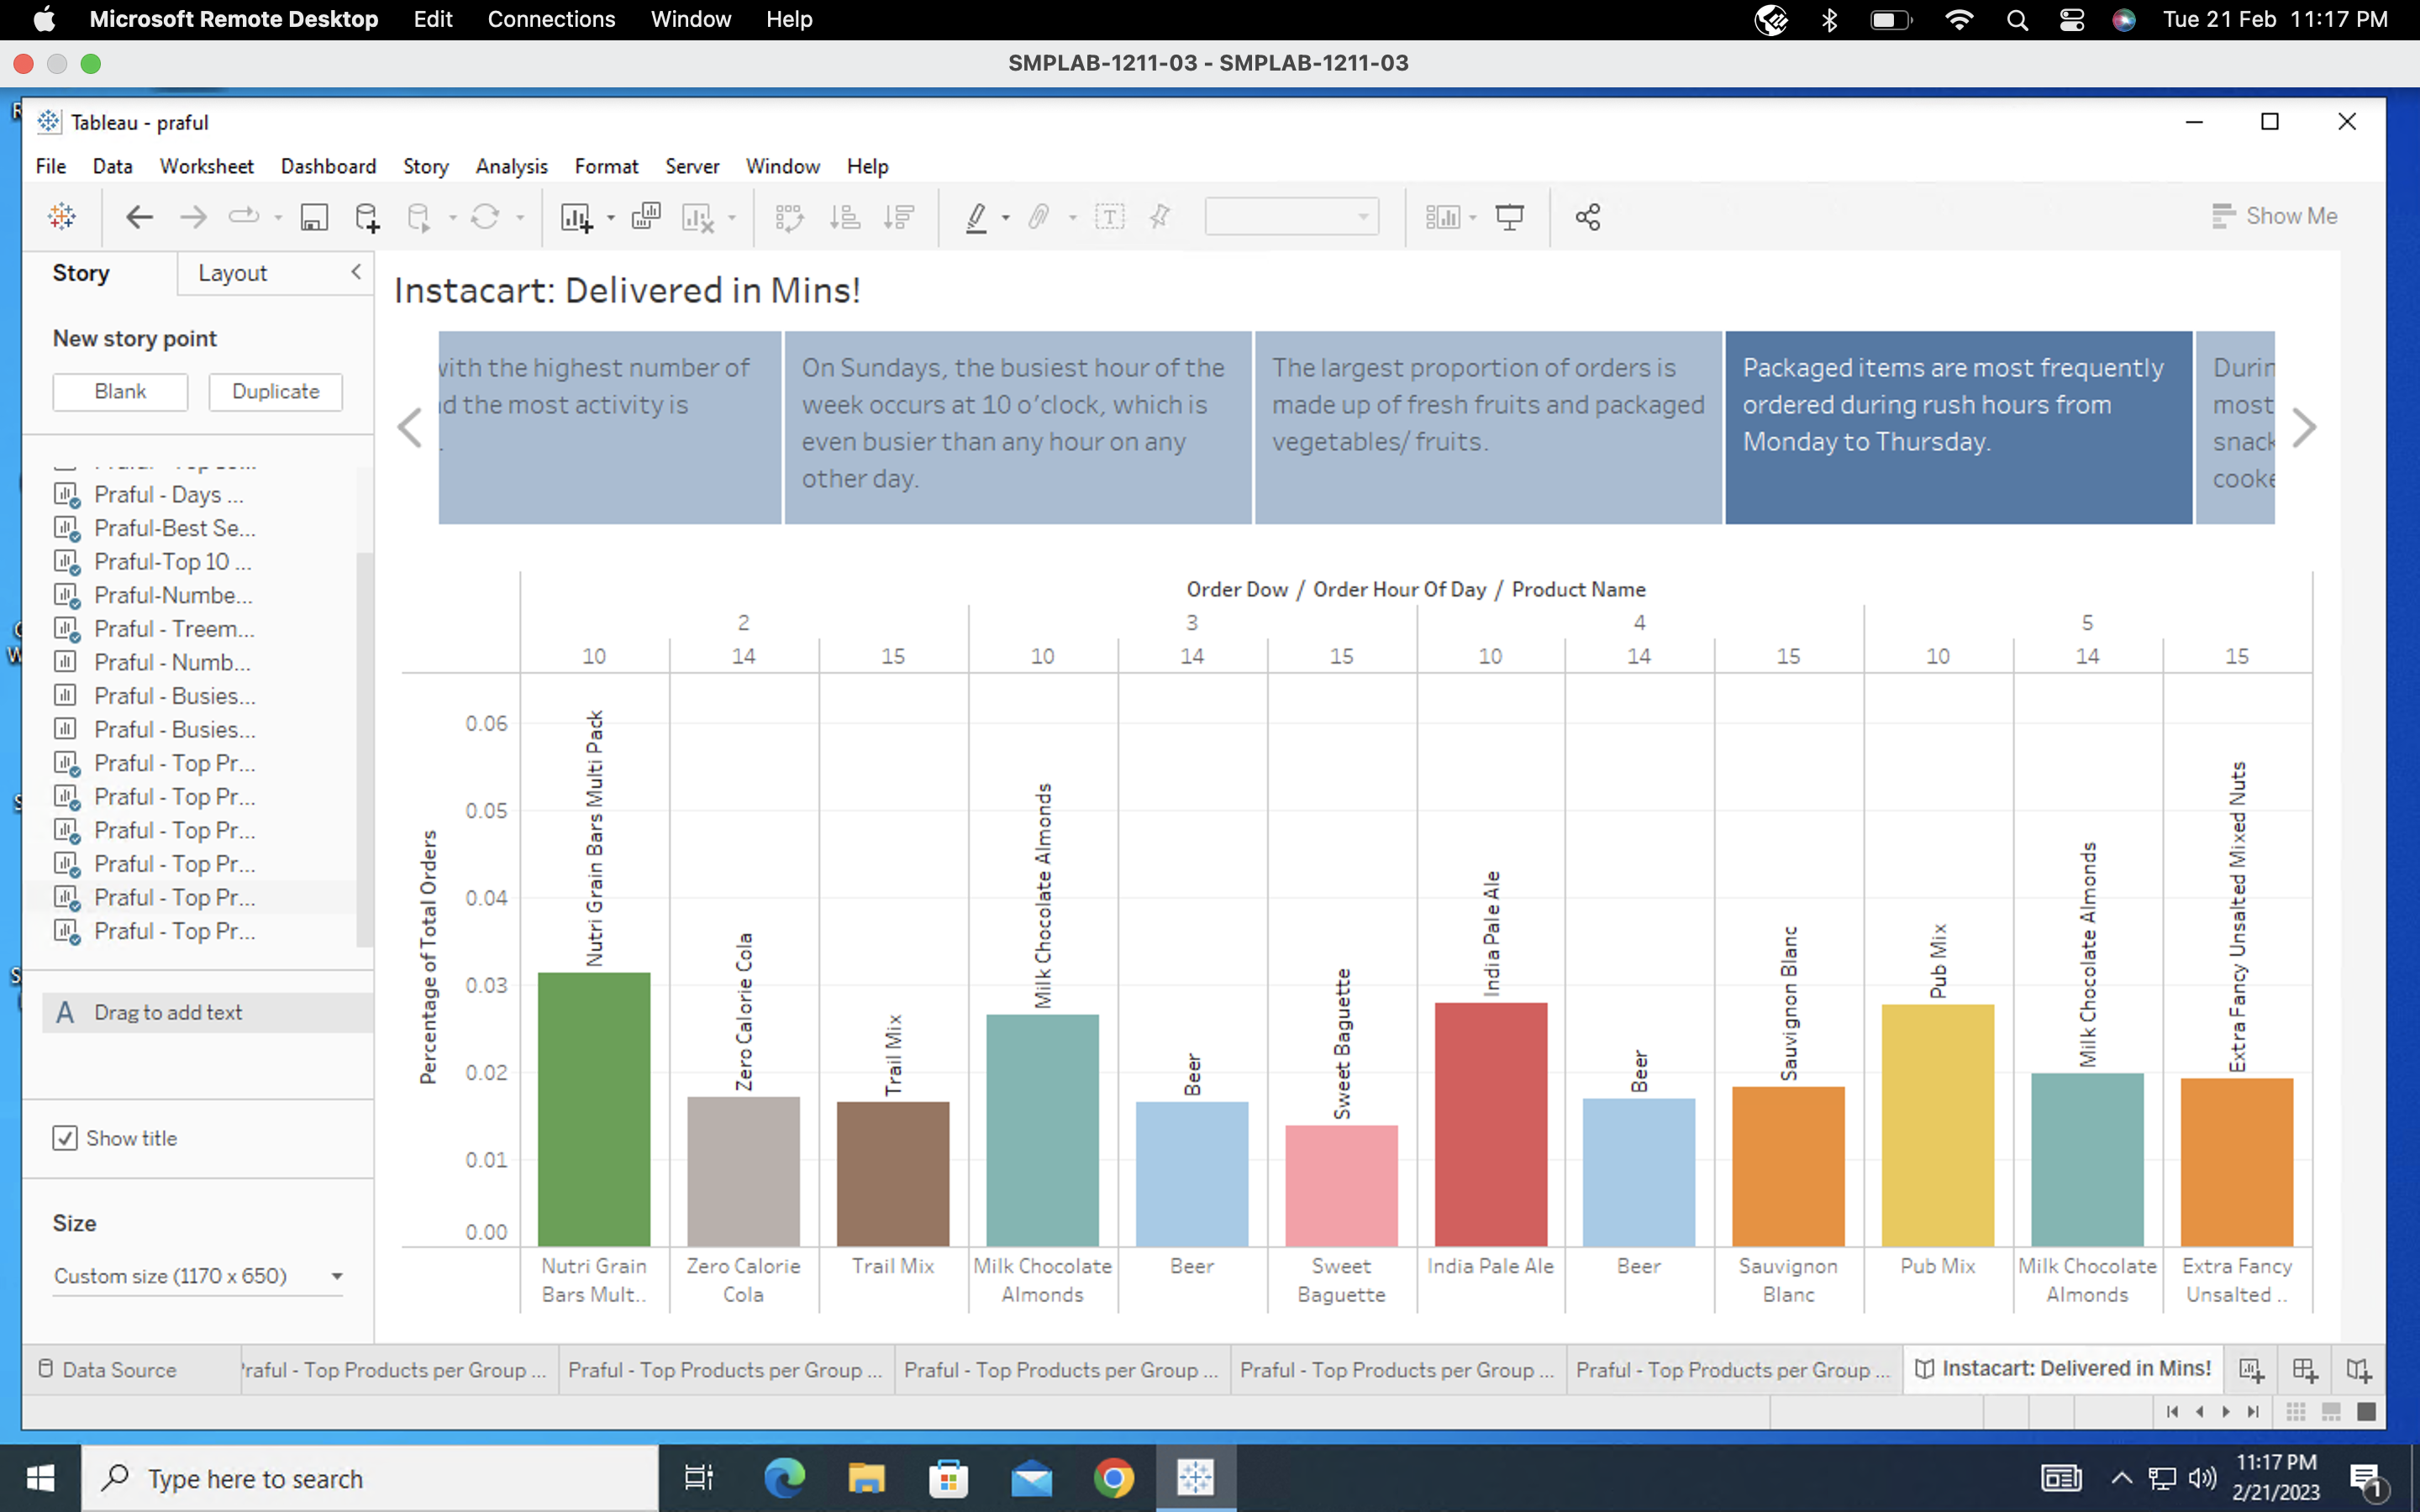 Microsoft Remote Desktop Edit Connections Window Help Tue 21 Feb 11:17 PM
SMPLAB-1211-03 - SMPLAB-1211-03
Tableau - praful
File Data Worksheet Dashboard Story Analysis Format Server Window Help
Show Me
Story Layout
New story point
Blank Duplicate
Praful - Days ...
Praful-Best Se...
Praful-Top 10 ...
Praful-Numbe...
Praful - Treem...
Praful - Numb...
Praful - Busies...
Praful - Busies...
Praful - Top Pr...
Praful - Top Pr...
Praful - Top Pr...
Praful - Top Pr...
Praful - Top Pr...
Praful - Top Pr...
A Drag to add text
Show title
Size
Custom size (1170 x 650)
Instacart: Delivered in Mins!
with the highest number of
d the most activity is
.
On Sundays, the busiest hour of the
week occurs at 10 o'clock, which is
even busier than any hour on any
other day.
The largest proportion of orders is
made up of fresh fruits and packaged
vegetables/ fruits.
Packaged items are most frequently
ordered during rush hours from
Monday to Thursday.
Durin
most
snack
cooke
Order Dow / Order Hour Of Day / Product Name
2 3 4 5
10 14 15 10 14 15 10 14 15 10 14 15
Percentage of Total Orders
0.06
0.05
0.04
0.03
0.02
0.01
0.00
Nutri Grain Bars Multi Pack
Zero Calorie Cola
Trail Mix
Milk Chocolate Almonds
Beer
Sweet Baguette
India Pale Ale
Beer
Sauvignon Blanc
Pub Mix
Milk Chocolate Almonds
Extra Fancy Unsalted Mixed Nuts
Nutri Grain Zero Calorie Trail Mix Milk Chocolate Beer Sweet India Pale Ale Beer Sauvignon Pub Mix Milk Chocolate Extra Fancy
Bars Mult.. Cola Almonds Baguette Blanc Almonds Unsalted ..
Data Source raful - Top Products per Group ... Praful - Top Products per Group ... Praful - Top Products per Group ... Praful - Top Products per Group ... Praful - Top Products per Group ... Instacart: Delivered in Mins!
Type here to search
11:17 PM
2/21/2023
1